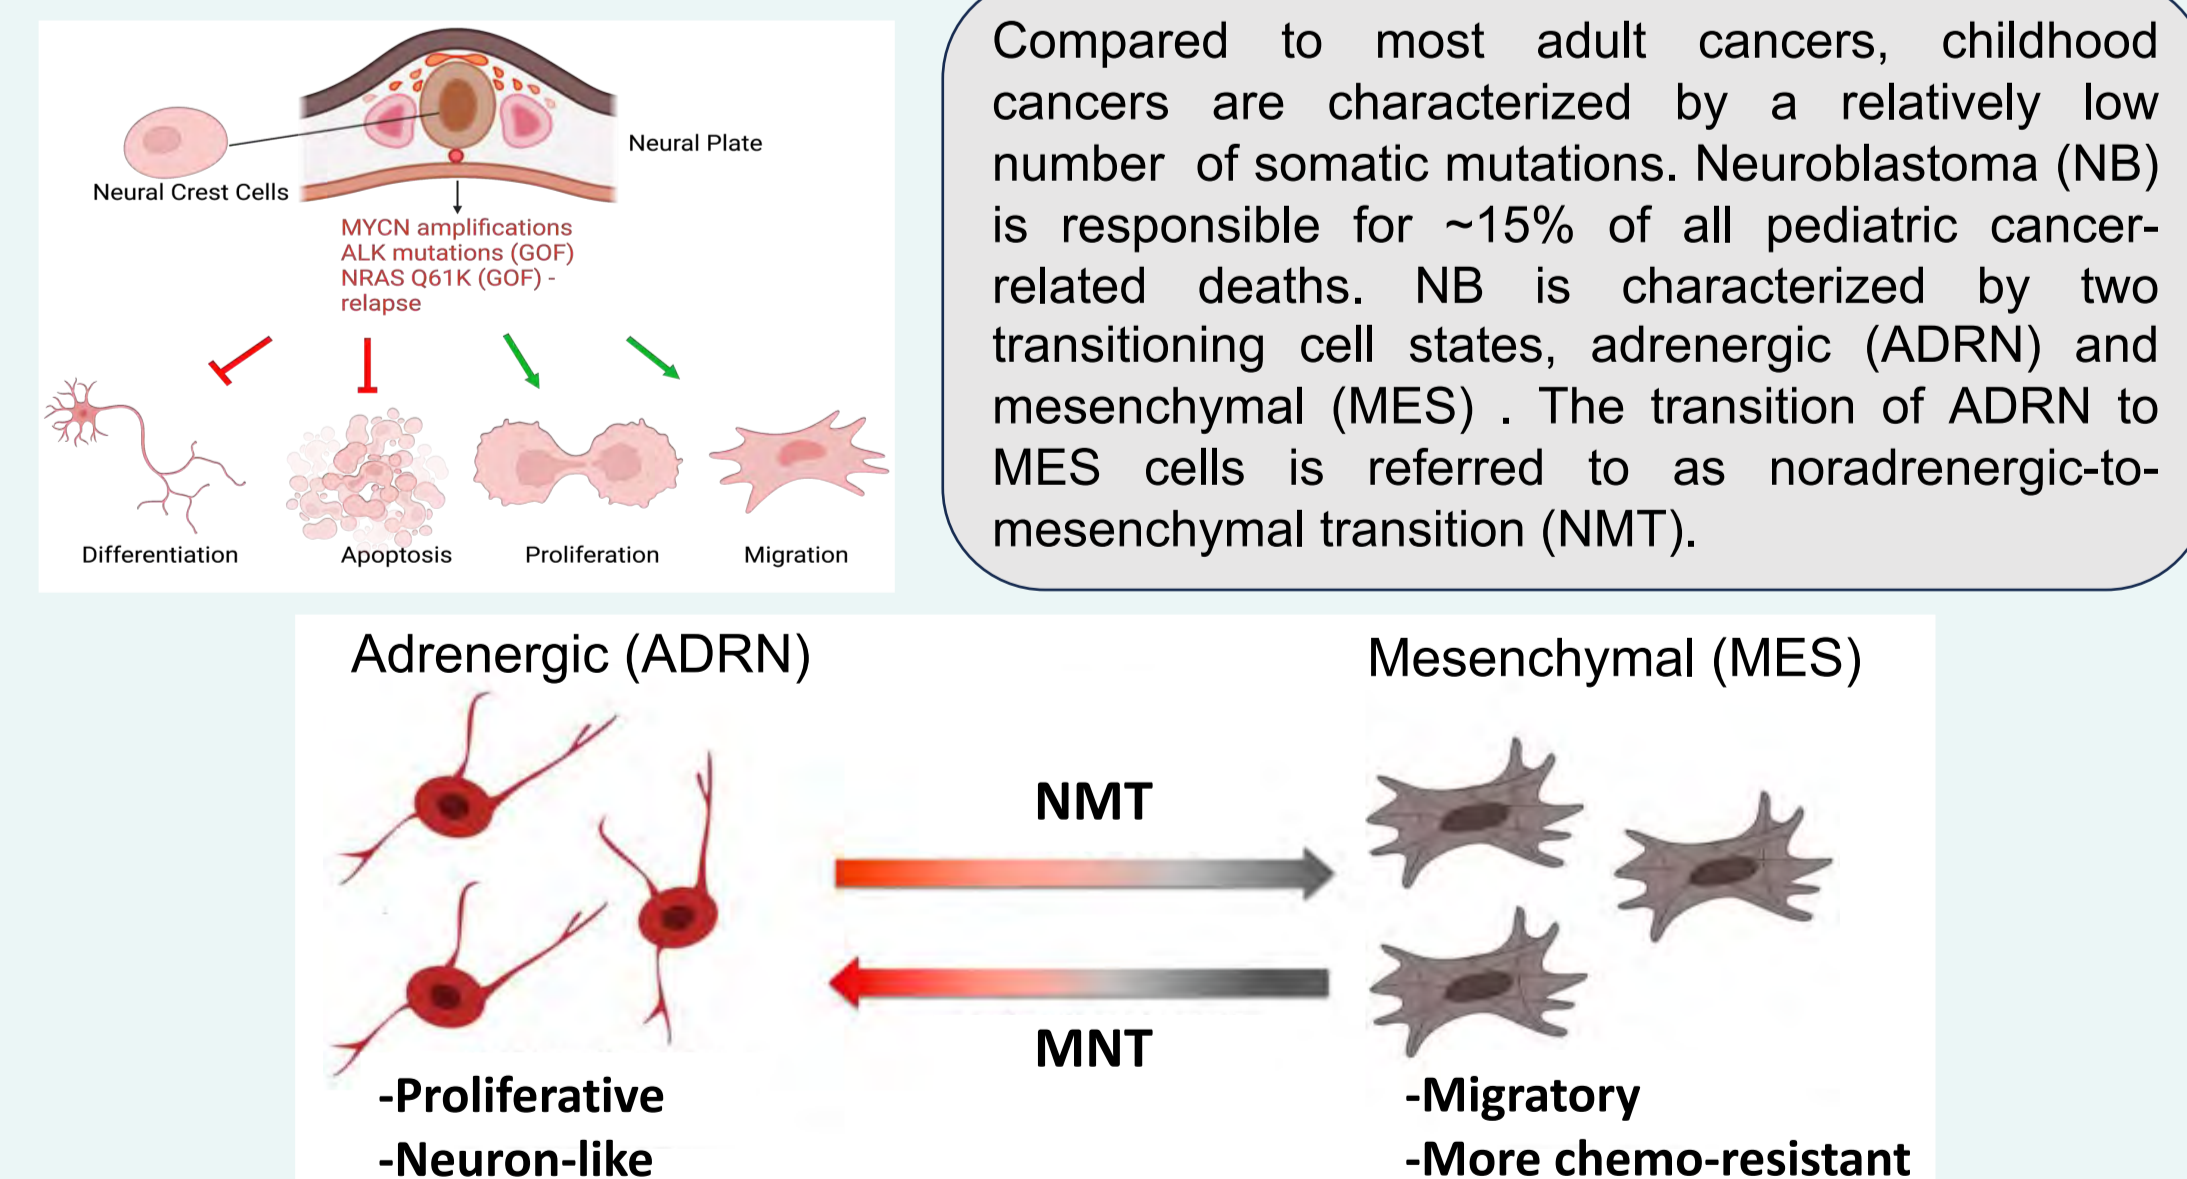 Neural Crest Cells
Neural Plate
MYCN amplifications
ALK mutations (GOF)
NRAS Q61K (GOF) -
relapse
Differentiation
Apoptosis
Proliferation
Migration
Compared to most adult cancers, childhood
cancers are characterized by a relatively low
number of somatic mutations. Neuroblastoma (NB)
is responsible for ~15% of all pediatric cancer-
related deaths. NB is characterized by two
transitioning cell states, adrenergic (ADRN) and
mesenchymal (MES) . The transition of ADRN to
MES cells is referred to as noradrenergic-to-
mesenchymal transition (NMT).
Adrenergic (ADRN)
Mesenchymal (MES)
NMT
MNT
-Proliferative
-Neuron-like
-Migratory
-More chemo-resistant